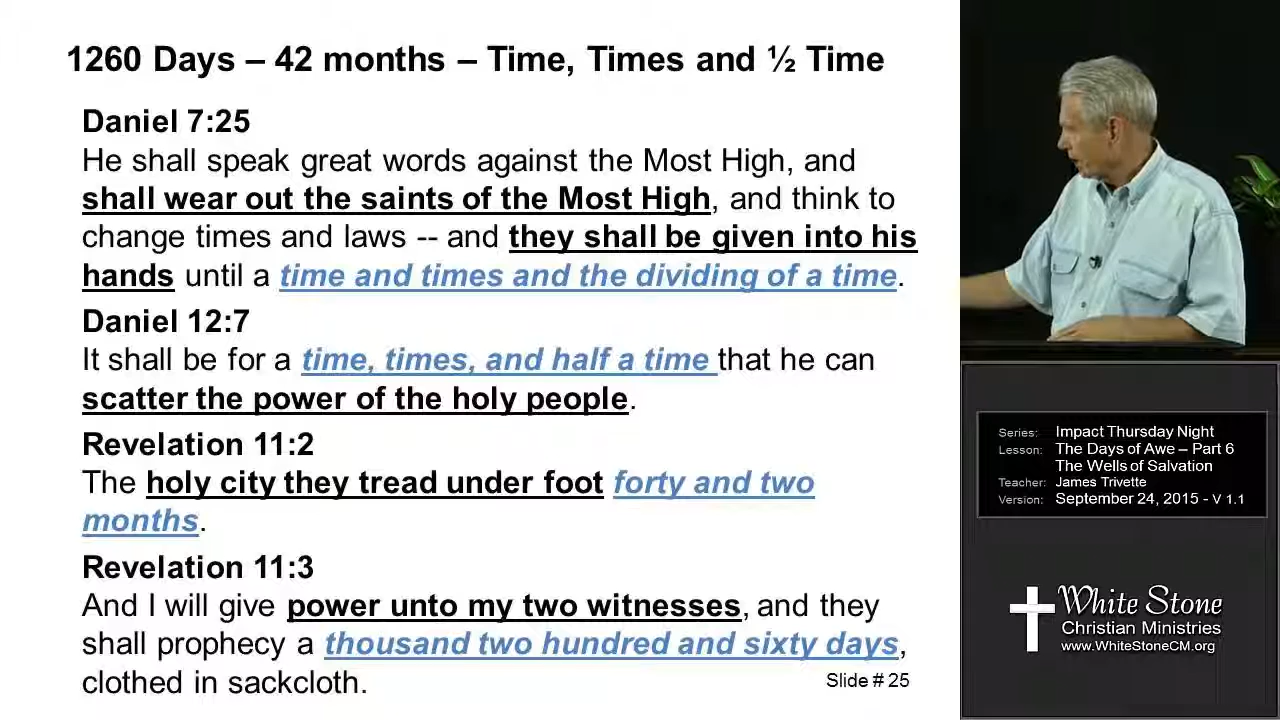 1260 Days – 42 months – Time, Times and ½ Time
Daniel 7:25
He shall speak great words against the Most High, and
shall wear out the saints of the Most High, and think to
change times and laws -- and they shall be given into his
hands until a time and times and the dividing of a time.
Daniel 12:7
It shall be for a time, times, and half a time that he can
scatter the power of the holy people.
Revelation 11:2
The holy city they tread under foot forty and two
months.
Revelation 11:3
And I will give power unto my two witnesses, and they
shall prophecy a thousand two hundred and sixty days,
clothed in sackcloth.
Slide # 25
Series: Impact Thursday Night
Lesson: The Days of Awe – Part 6
The Wells of Salvation
Teacher: James Trivette
Version: September 24, 2015 - V 1.1
White Stone
Christian Ministries
www.WhiteStoneCM.org